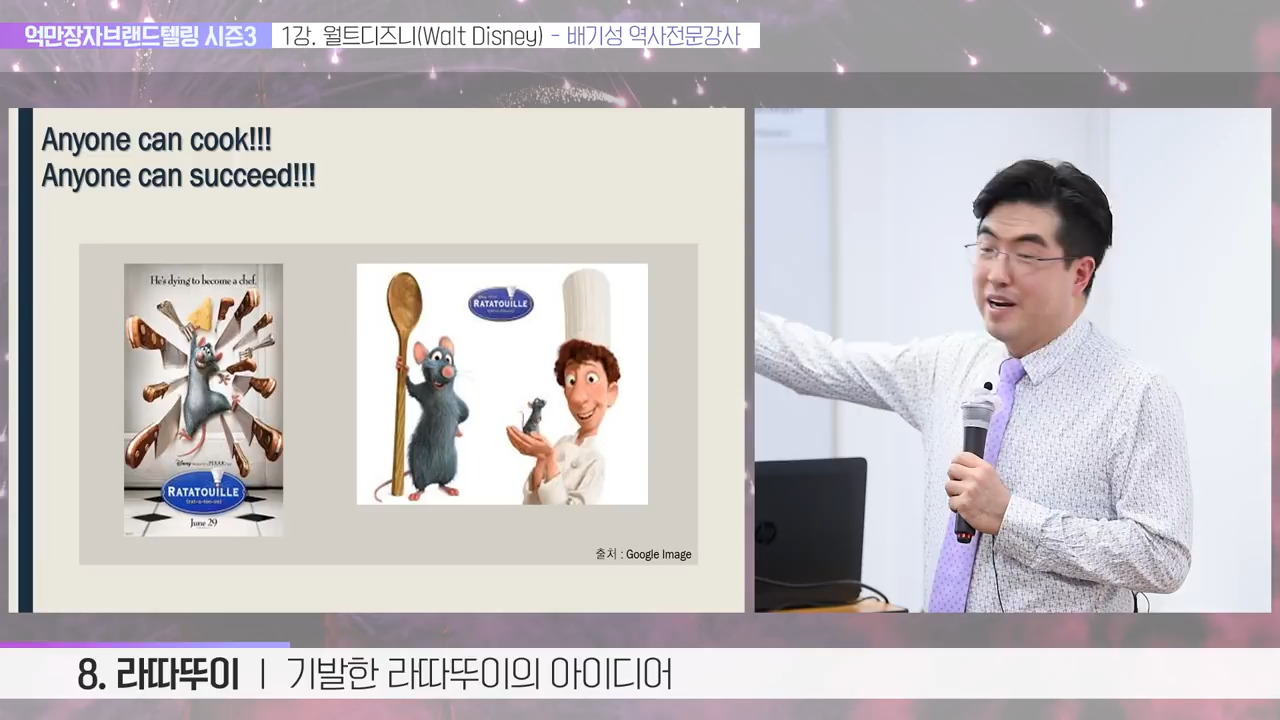 억만장자브랜드텔링 시즌3
1강. 월트디즈니(Walt Disney) - 배기성 역사전문강사
Anyone can cook!!!
Anyone can succeed!!!
He's dying to become a chef.
RATATOUILLE
June 29
RATATOUILLE
출처 : Google Image
8. 라따뚜이 | 기발한 라따뚜이의 아이디어